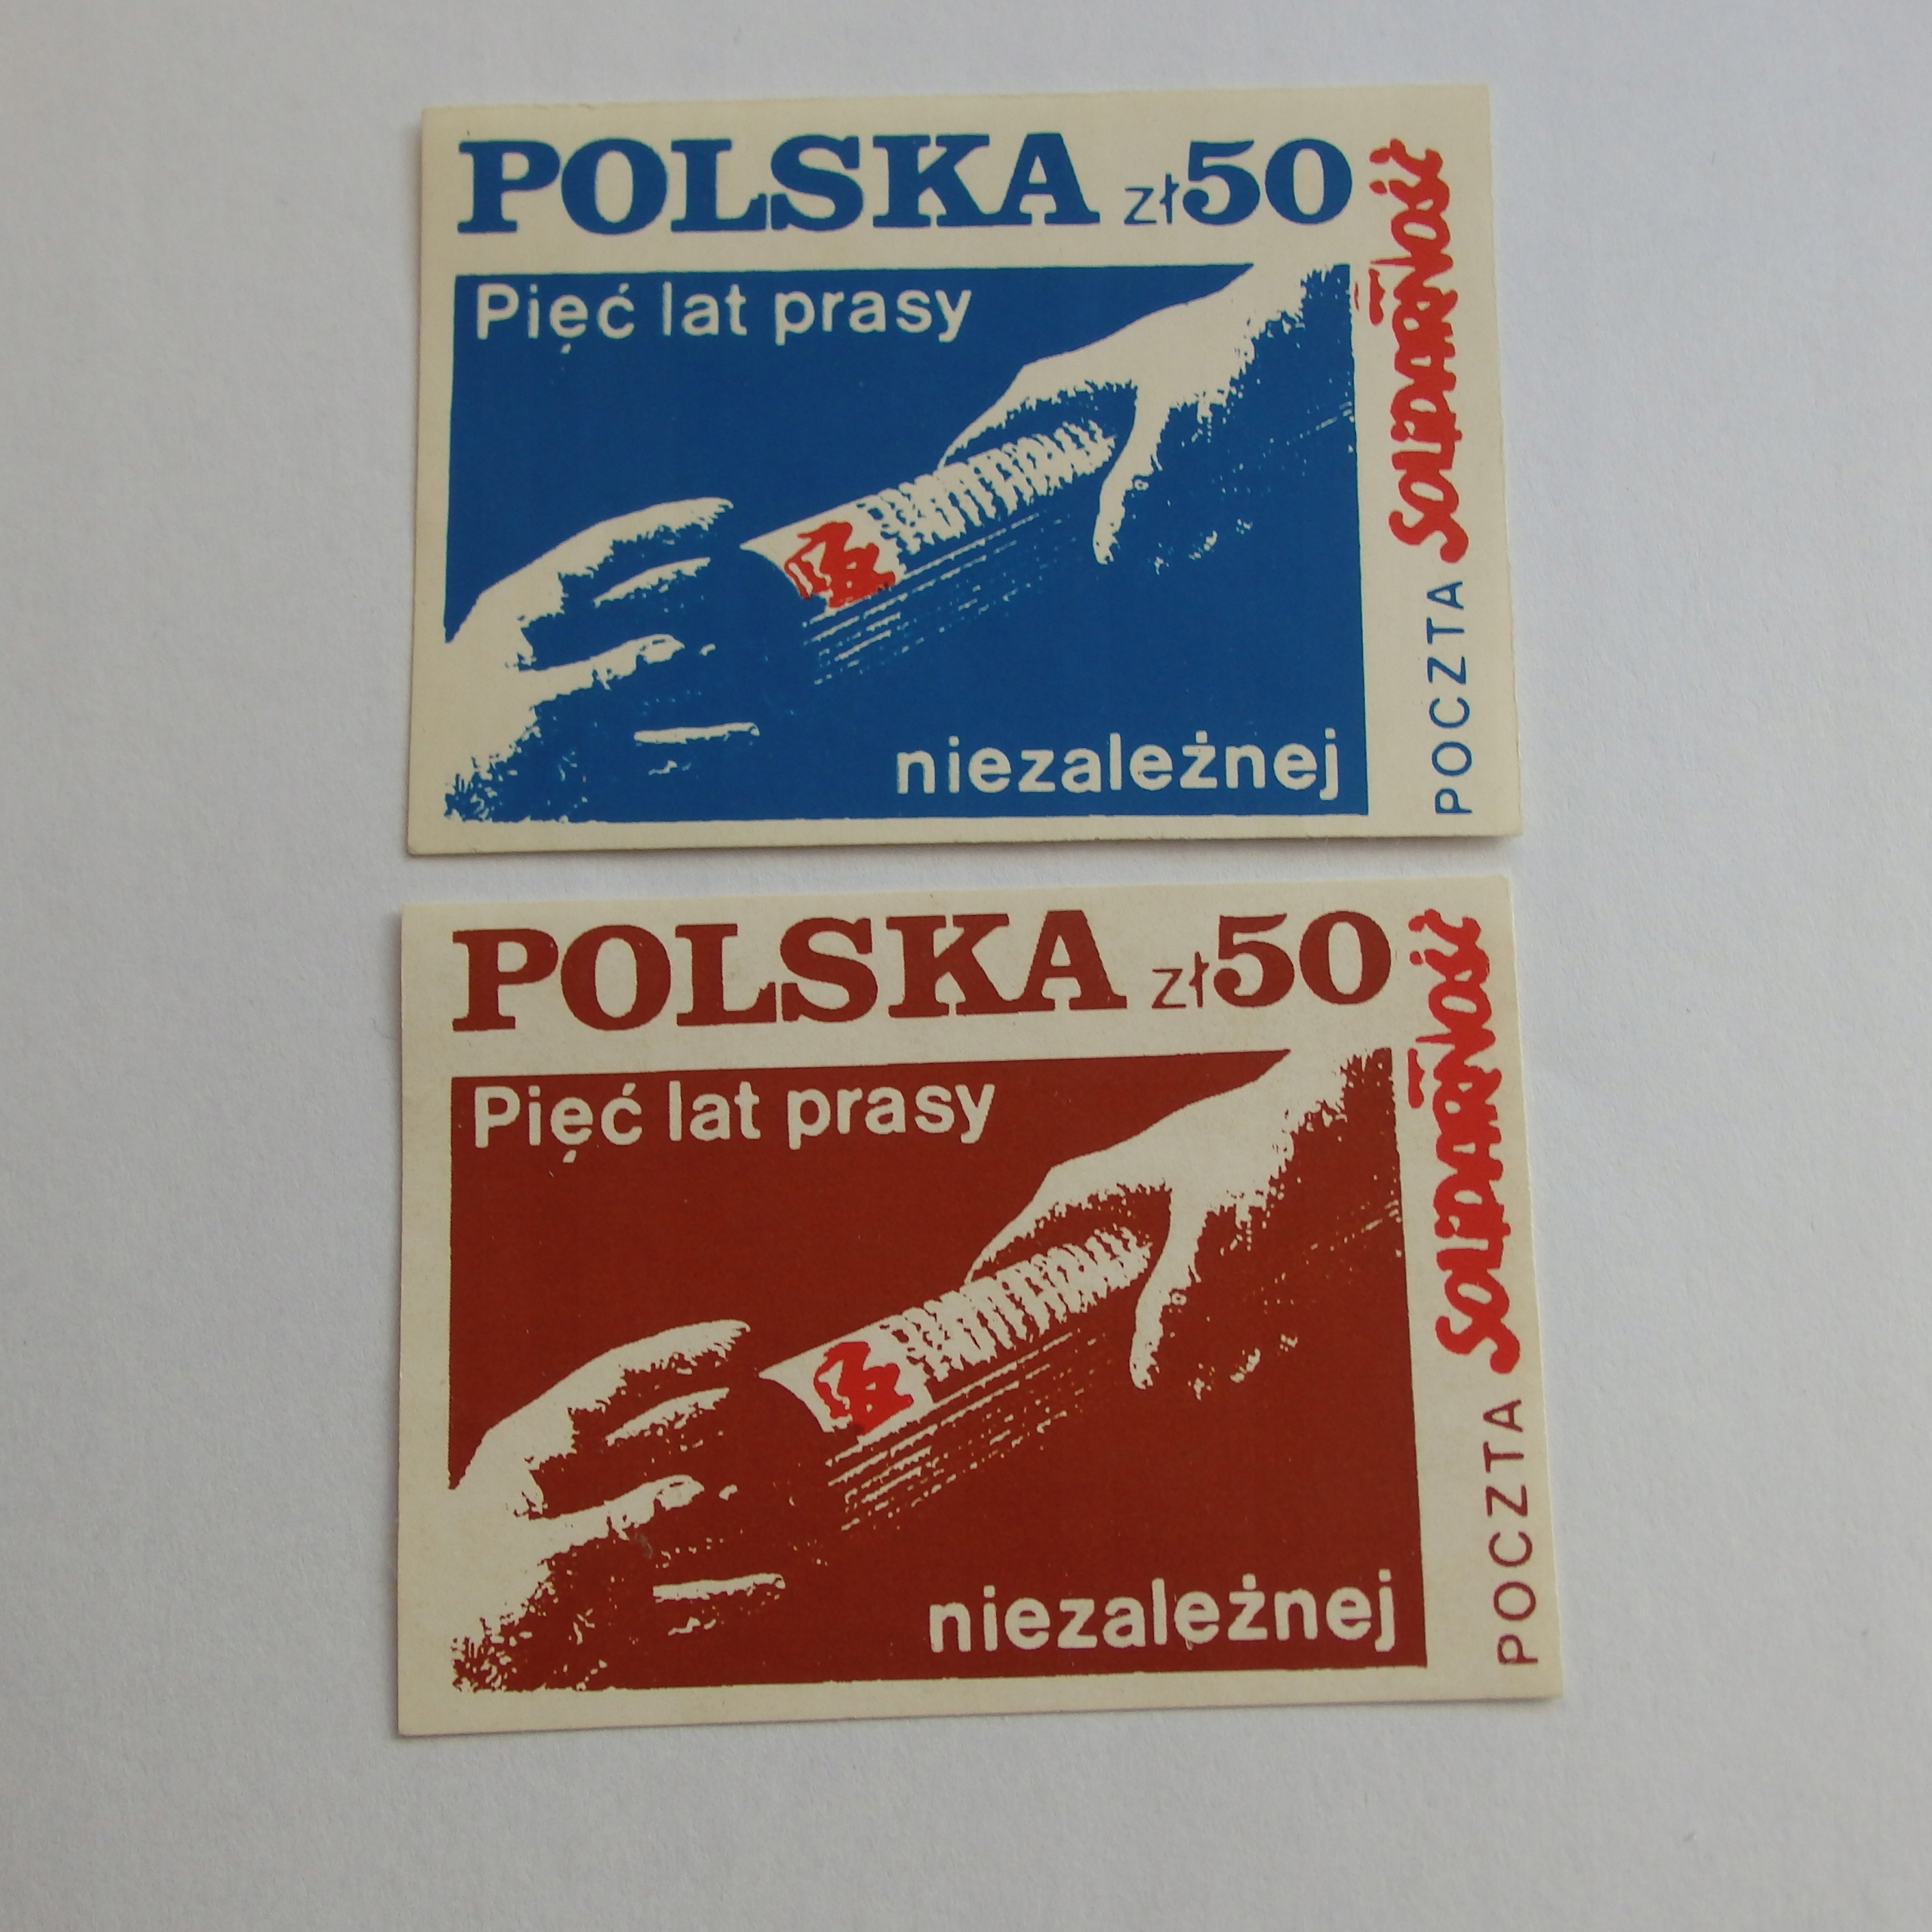 POLSKA zł50
Pięć lat prasy
niezależnej
POCZTA SOLIDARNOŚĆ
POLSKA zł50
Pięć lat prasy
niezależnej
POCZTA SOLIDARNOŚĆ